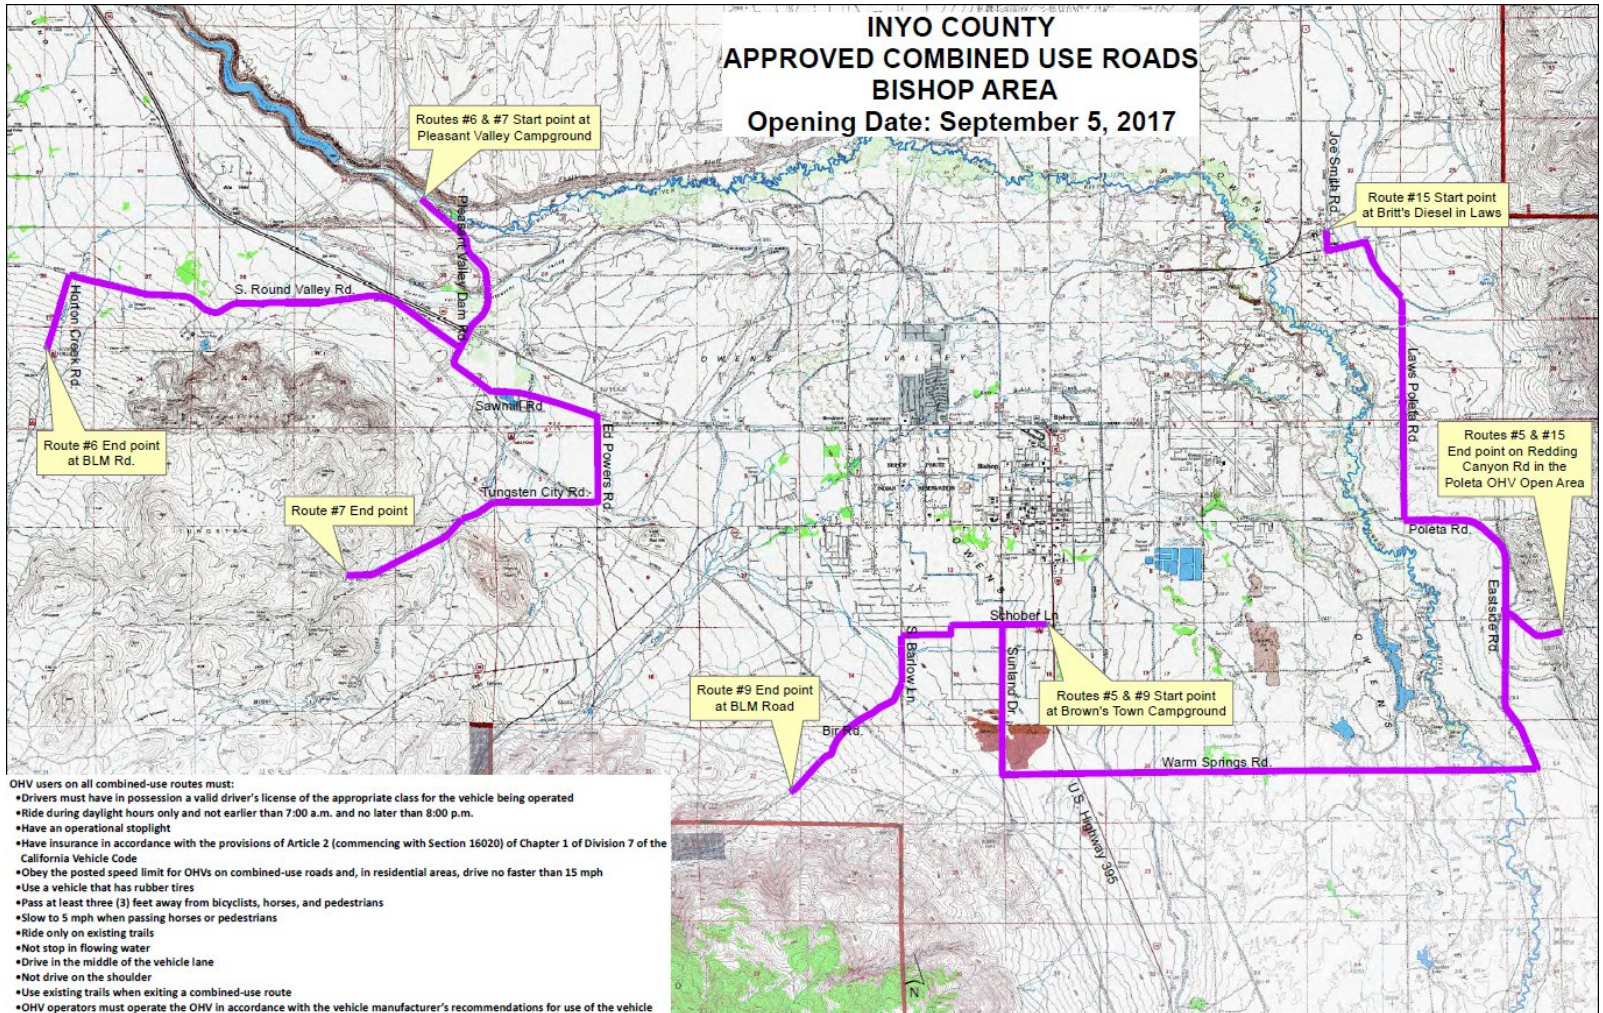 INYO COUNTY
APPROVED COMBINED USE ROADS
BISHOP AREA
Opening Date: September 5, 2017
Routes #6 & #7 Start point at
Pleasant Valley Campground
Joe Smith Rd.
Route #15 Start point
at Britt's Diesel in Laws
Pleasant Valley Dam Rd.
S. Round Valley Rd.
Horton Creek Rd.
OWENS VALLEY
Laws Poleta Rd.
Sawmill Rd.
Ed Powers Rd.
Route #6 End point
at BLM Rd.
Routes #5 & #15
End point on Redding
Canyon Rd in the
Poleta OHV Open Area
Bishop
Bishop
BISHOP PAIUTE
INDIAN RESERVATION
Tungsten City Rd.
Route #7 End point
Poleta Rd.
OWENS
Eastside Rd.
Schober Ln
S. Barlow Ln.
Sunland Dr.
Route #9 End point
at BLM Road
Routes #5 & #9 Start point
at Brown's Town Campground
OWENS
Bir Rd.
Warm Springs Rd.
U.S. Highway 395
N
OHV users on all combined-use routes must:
•Drivers must have in possession a valid driver's license of the appropriate class for the vehicle being operated
•Ride during daylight hours only and not earlier than 7:00 a.m. and no later than 8:00 p.m.
•Have an operational stoplight
•Have insurance in accordance with the provisions of Article 2 (commencing with Section 16020) of Chapter 1 of Division 7 of the
California Vehicle Code
•Obey the posted speed limit for OHVs on combined-use roads and, in residential areas, drive no faster than 15 mph
•Use a vehicle that has rubber tires
•Pass at least three (3) feet away from bicyclists, horses, and pedestrians
•Slow to 5 mph when passing horses or pedestrians
•Ride only on existing trails
•Not stop in flowing water
•Drive in the middle of the vehicle lane
•Not drive on the shoulder
•Use existing trails when exiting a combined-use route
•OHV operators must operate the OHV in accordance with the vehicle manufacturer's recommendations for use of the vehicle